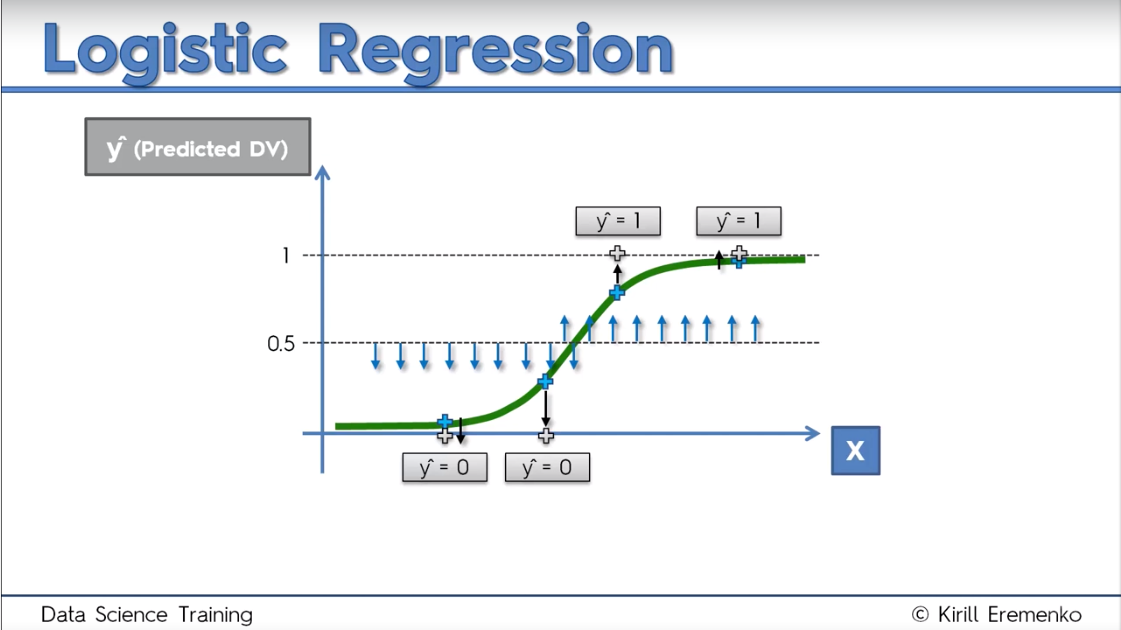 Logistic Regression
ŷ (Predicted DV)
ŷ = 1
ŷ = 1
1
0.5
X
ŷ = 0
ŷ = 0
Data Science Training
© Kirill Eremenko